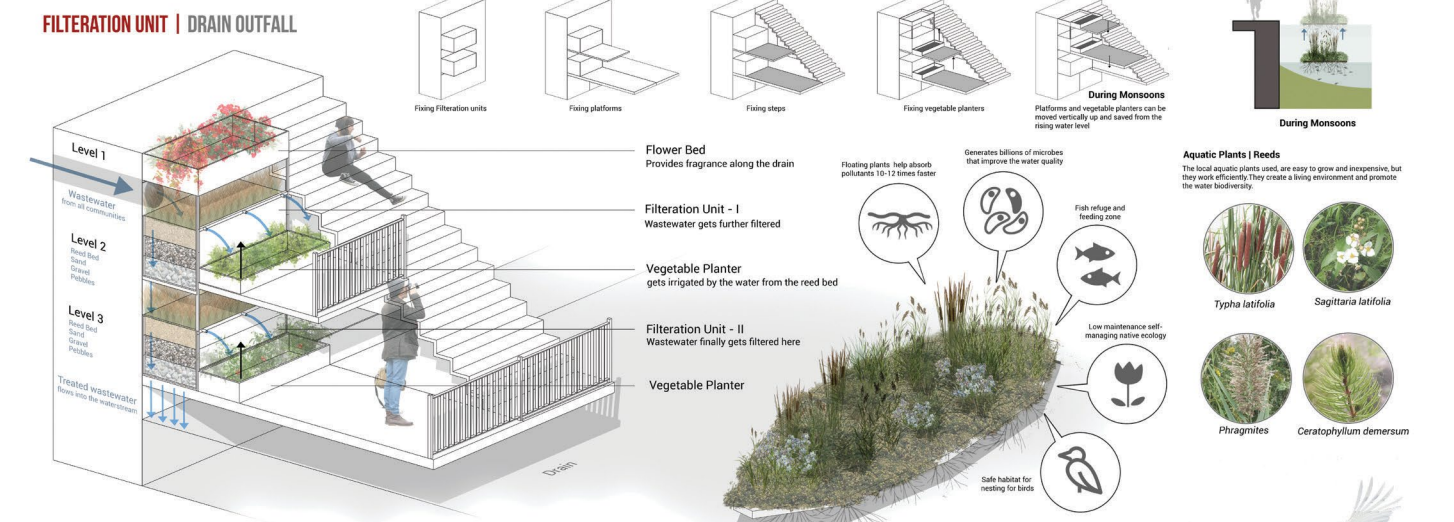 FILTERATION UNIT | DRAIN OUTFALL
Fixing Filteration units
Fixing platforms
Fixing steps
Fixing vegetable planters
During Monsoons
Platforms and vegetable planters can be
moved vertically up and saved from the
rising water level
During Monsoons
Level 1
Wastewater
from all communities
Level 2
Reed Bed
Sand
Gravel
Pebbles
Level 3
Reed Bed
Sand
Gravel
Pebbles
Treated wastewater
flows into the waterstream
Flower Bed
Provides fragrance along the drain
Filteration Unit - I
Wastewater gets further filtered
Vegetable Planter
gets irrigated by the water from the reed bed
Filteration Unit - II
Wastewater finally gets filtered here
Vegetable Planter
Drain
Floating plants help absorb
pollutants 10-12 times faster
Generates billions of microbes
that improve the water quality
Fish refuge and
feeding zone
Low maintenance self-
managing native ecology
Safe habitat for
nesting for birds
Aquatic Plants | Reeds
The local aquatic plants used, are easy to grow and inexpensive, but
they work efficiently.They create a living environment and promote
the water biodiversity.
Typha latifolia
Sagittaria latifolia
Phragmites
Ceratophyllum demersum